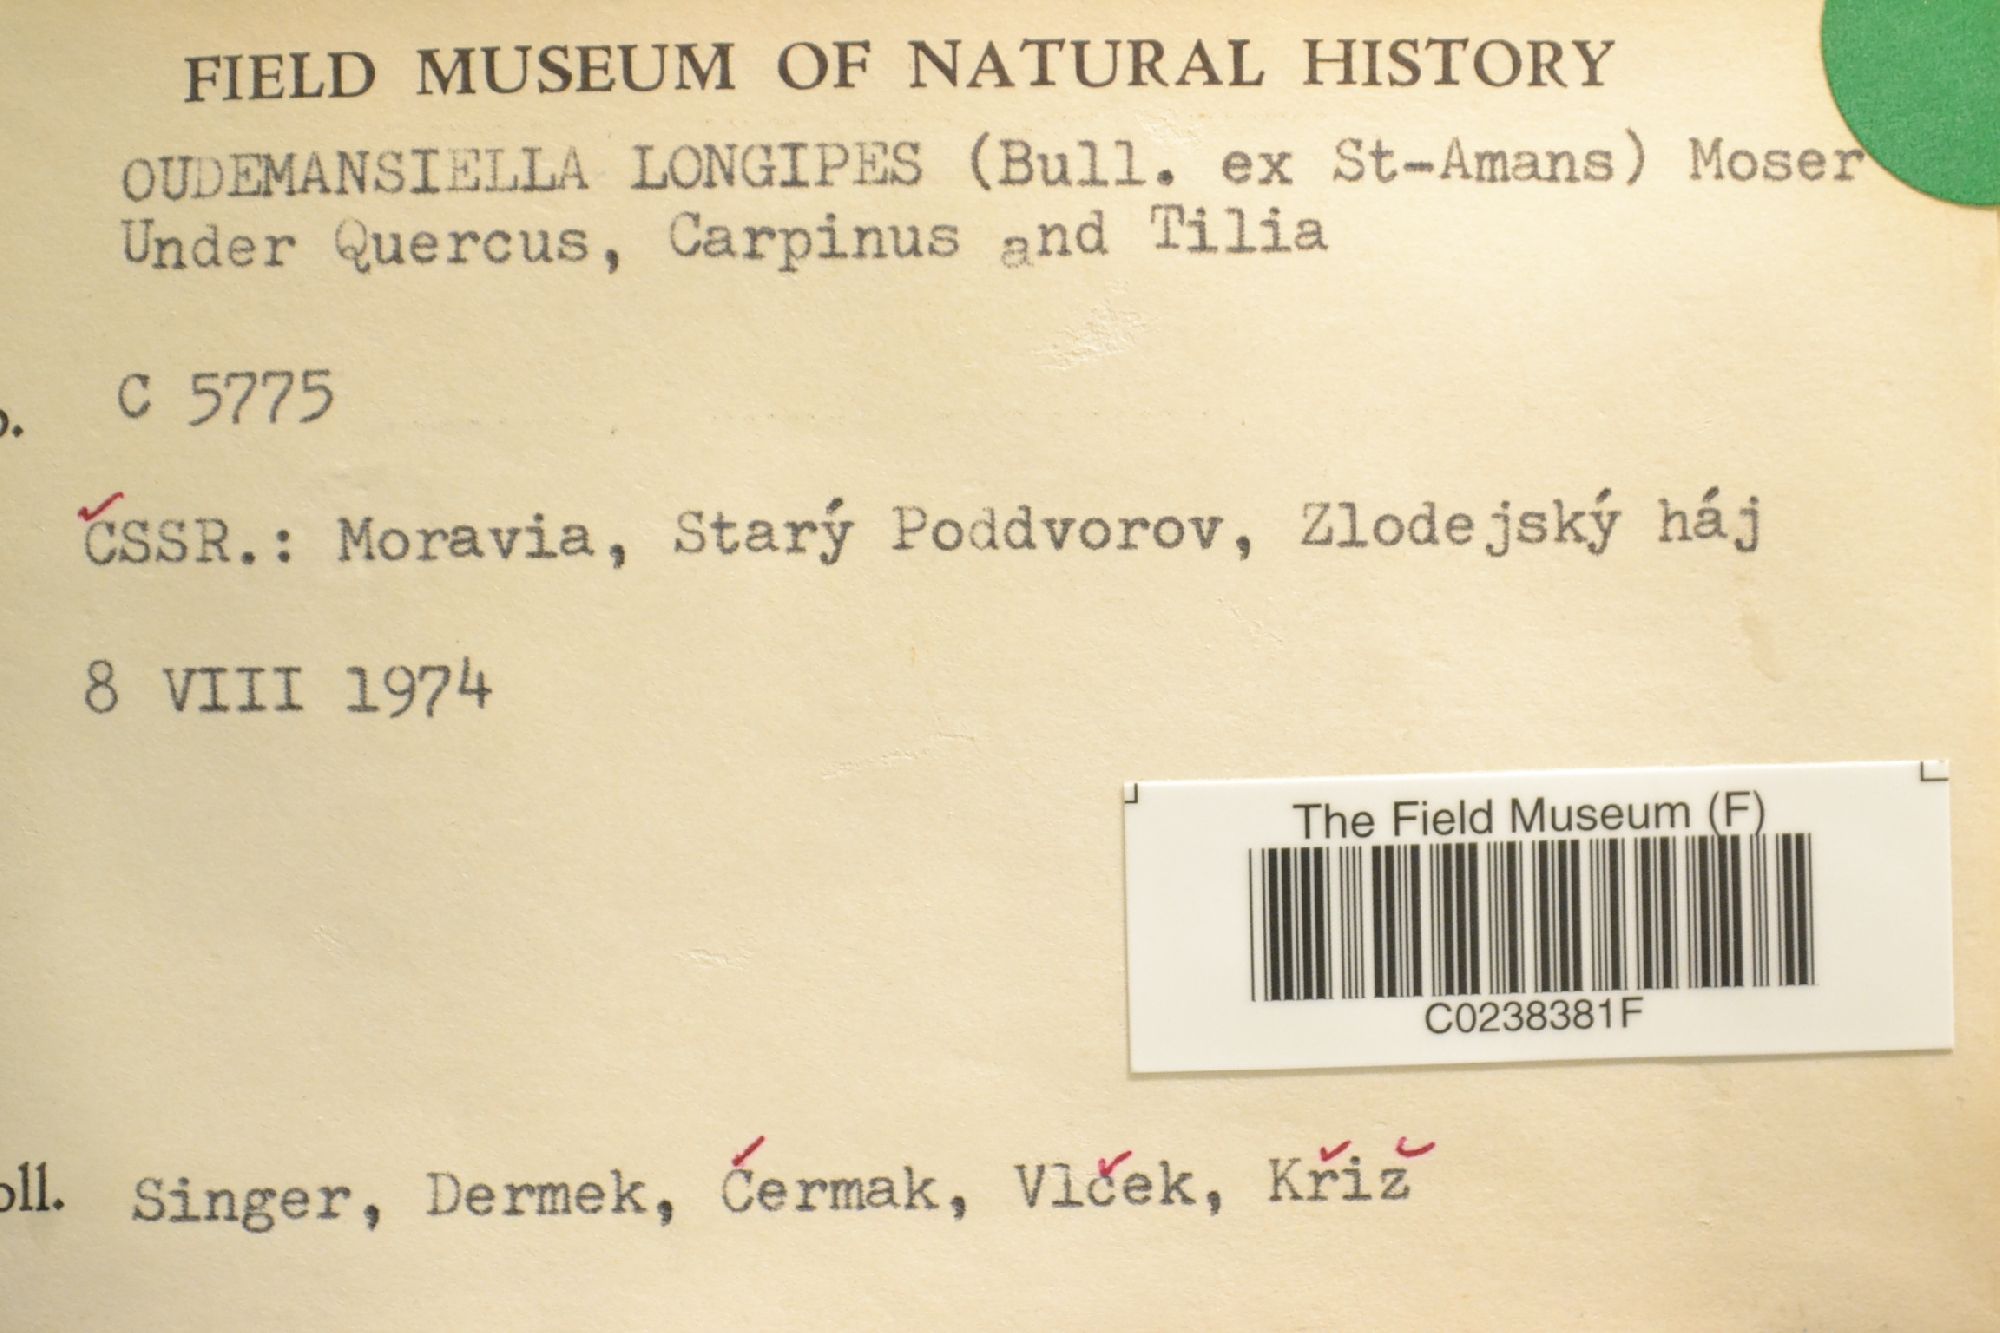 FIELD MUSEUM OF NATURAL HISTORY
OUDEMANSIELLA LONGIPES (Bull. ex St-Amans) Moser
Under Quercus, Carpinus and Tilia
o. C 5775
ČSSR.: Moravia, Starý Poddvorov, Zlodejský háj
8 VIII 1974
The Field Museum (F)
C0238381F
oll. Singer, Dermek, Čermak, Vlček, Křiž